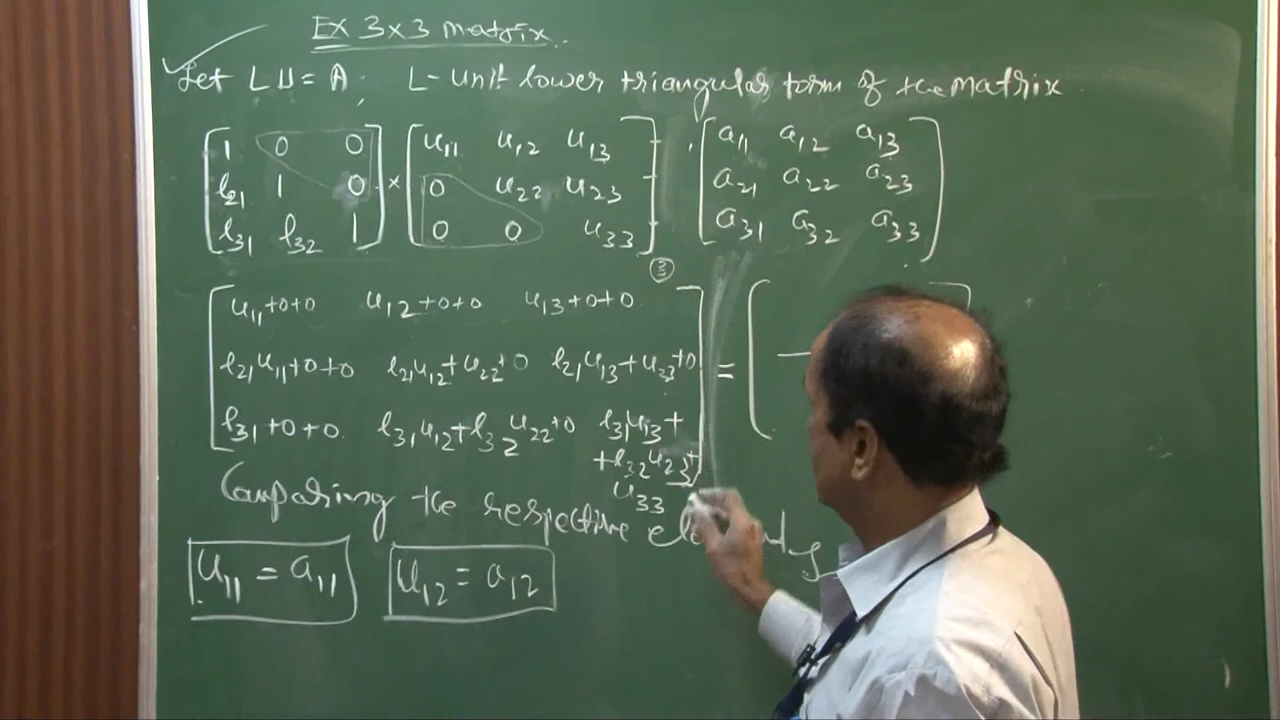 Ex 3×3 matrix.
Let LU = A, L - unit lower triangular form of the matrix
[1 0 0] × [u11 u12 u13] [a11 a12 a13]
[l21 1 0] [0 u22 u23] [a21 a22 a23]
[l31 l32 1] [0 0 u33] [a31 a32 a33]
3
[u11+0+0 u12+0+0 u13+0+0]
[l21u11+0+0 l21u12+u22+0 l21u13+u23+0] =
[l31+0+0 l31u12+l32u22+0 l31u13+
+l32u23+
u33]
Comparing the respective
u11 = a11 u12 = a12